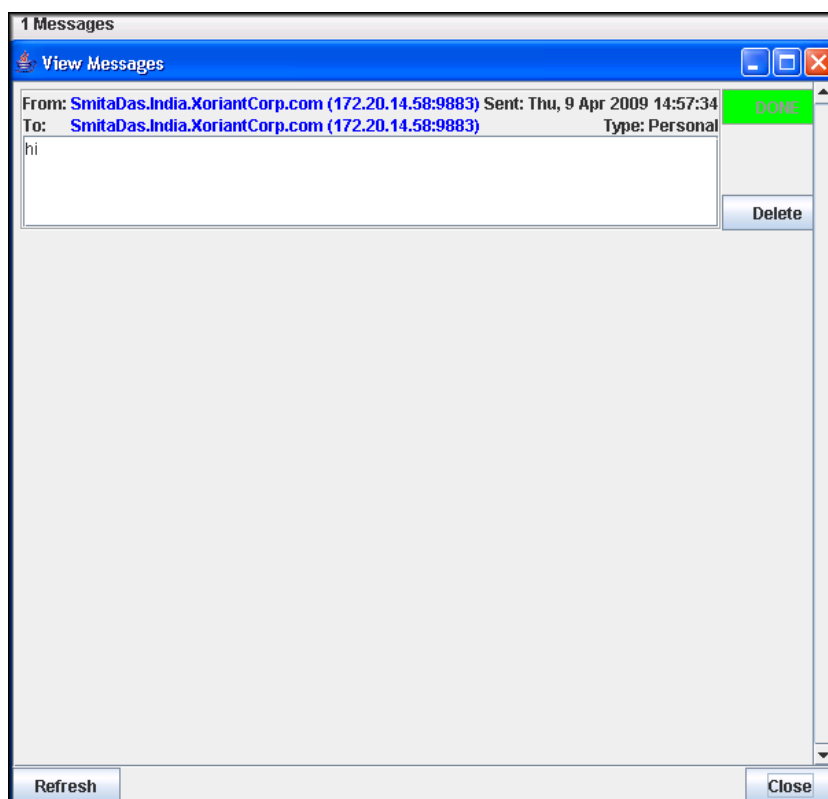 1 Messages
View Messages
From: SmitaDas.India.XoriantCorp.com (172.20.14.58:9883) Sent: Thu, 9 Apr 2009 14:57:34
DONE
To: SmitaDas.India.XoriantCorp.com (172.20.14.58:9883) Type: Personal
hi
Delete
Refresh Close